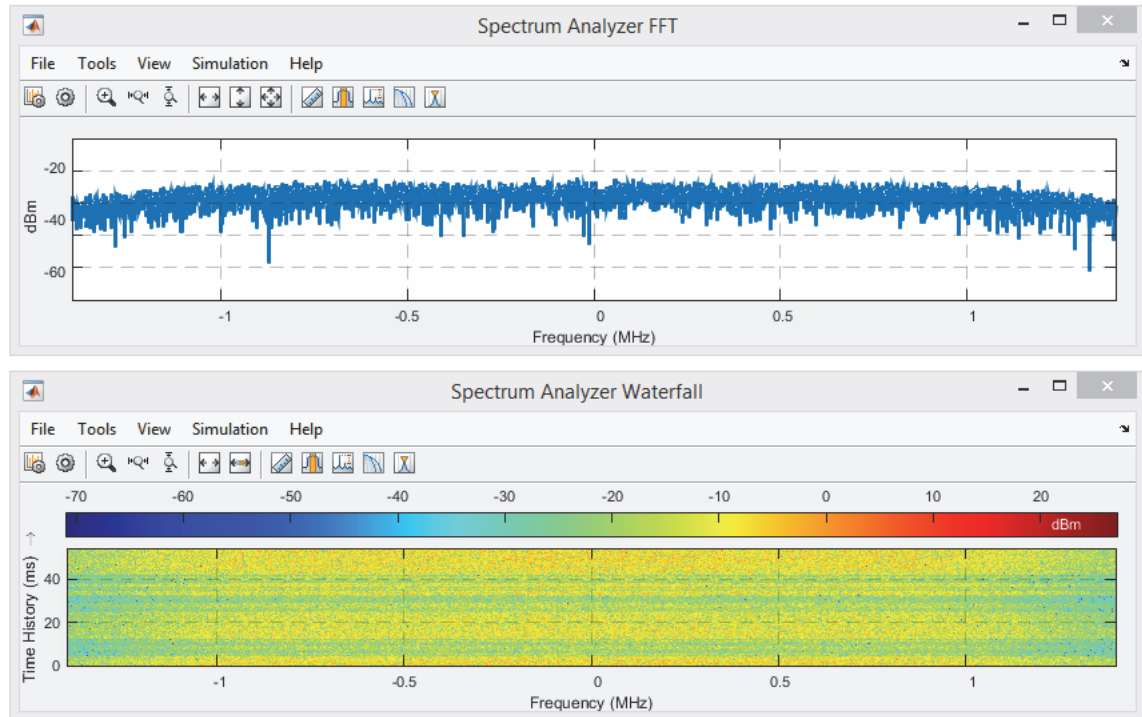 Spectrum Analyzer FFT
File Tools View Simulation Help
-20
-40
-60
dBm
-1 -0.5 0 0.5 1
Frequency (MHz)
Spectrum Analyzer Waterfall
File Tools View Simulation Help
-70 -60 -50 -40 -30 -20 -10 0 10 20
dBm
Time History (ms)
40
20
0
-1 -0.5 0 0.5 1
Frequency (MHz)